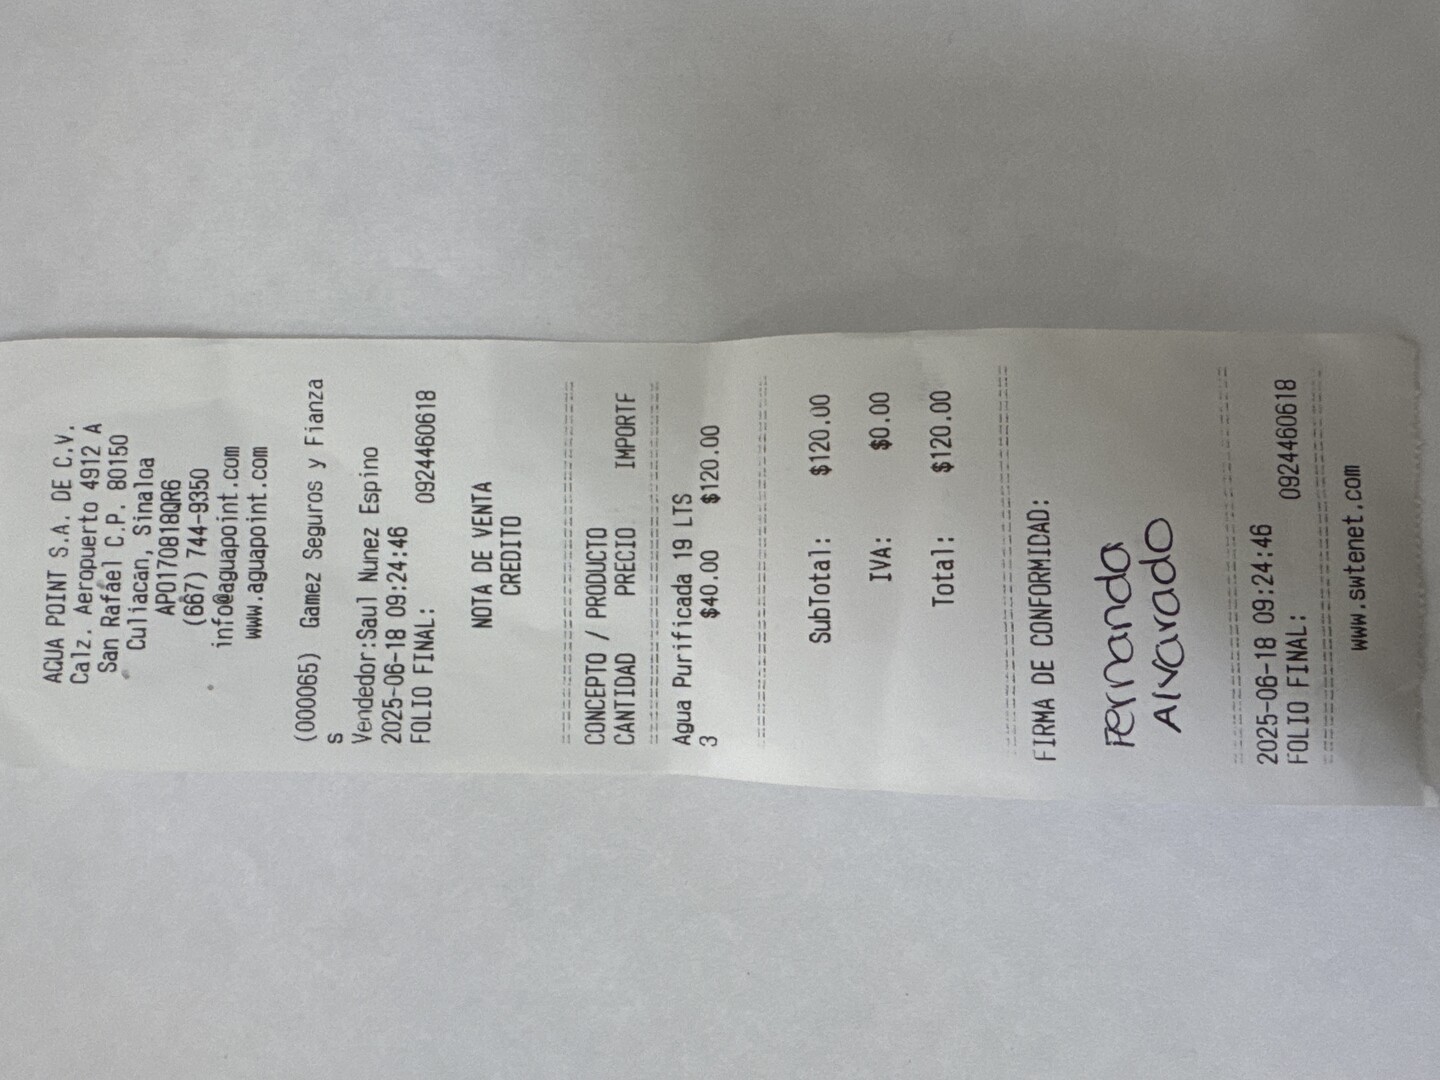 AGUA POINT S.A. DE C.V.
Calz. Aeropuerto 4912 A
San Rafael C.P. 80150
Culiacan, Sinaloa
APO170818QR6
(667) 744-9350
info@aguapoint.com
www.aguapoint.com
(000065) Gamez Seguros y Fianza
s
Vendedor:Saul Nunez Espino
2025-06-18 09:24:46
FOLIO FINAL: 0924460618
NOTA DE VENTA
CREDITO
CONCEPTO / PRODUCTO
CANTIDAD PRECIO IMPORTE
Agua Purificada 19 LTS
3 $40.00 $120.00
SubTotal: $120.00
IVA: $0.00
Total: $120.00
FIRMA DE CONFORMIDAD:
Fernanda
Alvarado
2025-06-18 09:24:46
FOLIO FINAL: 0924460618
www.swtenet.com